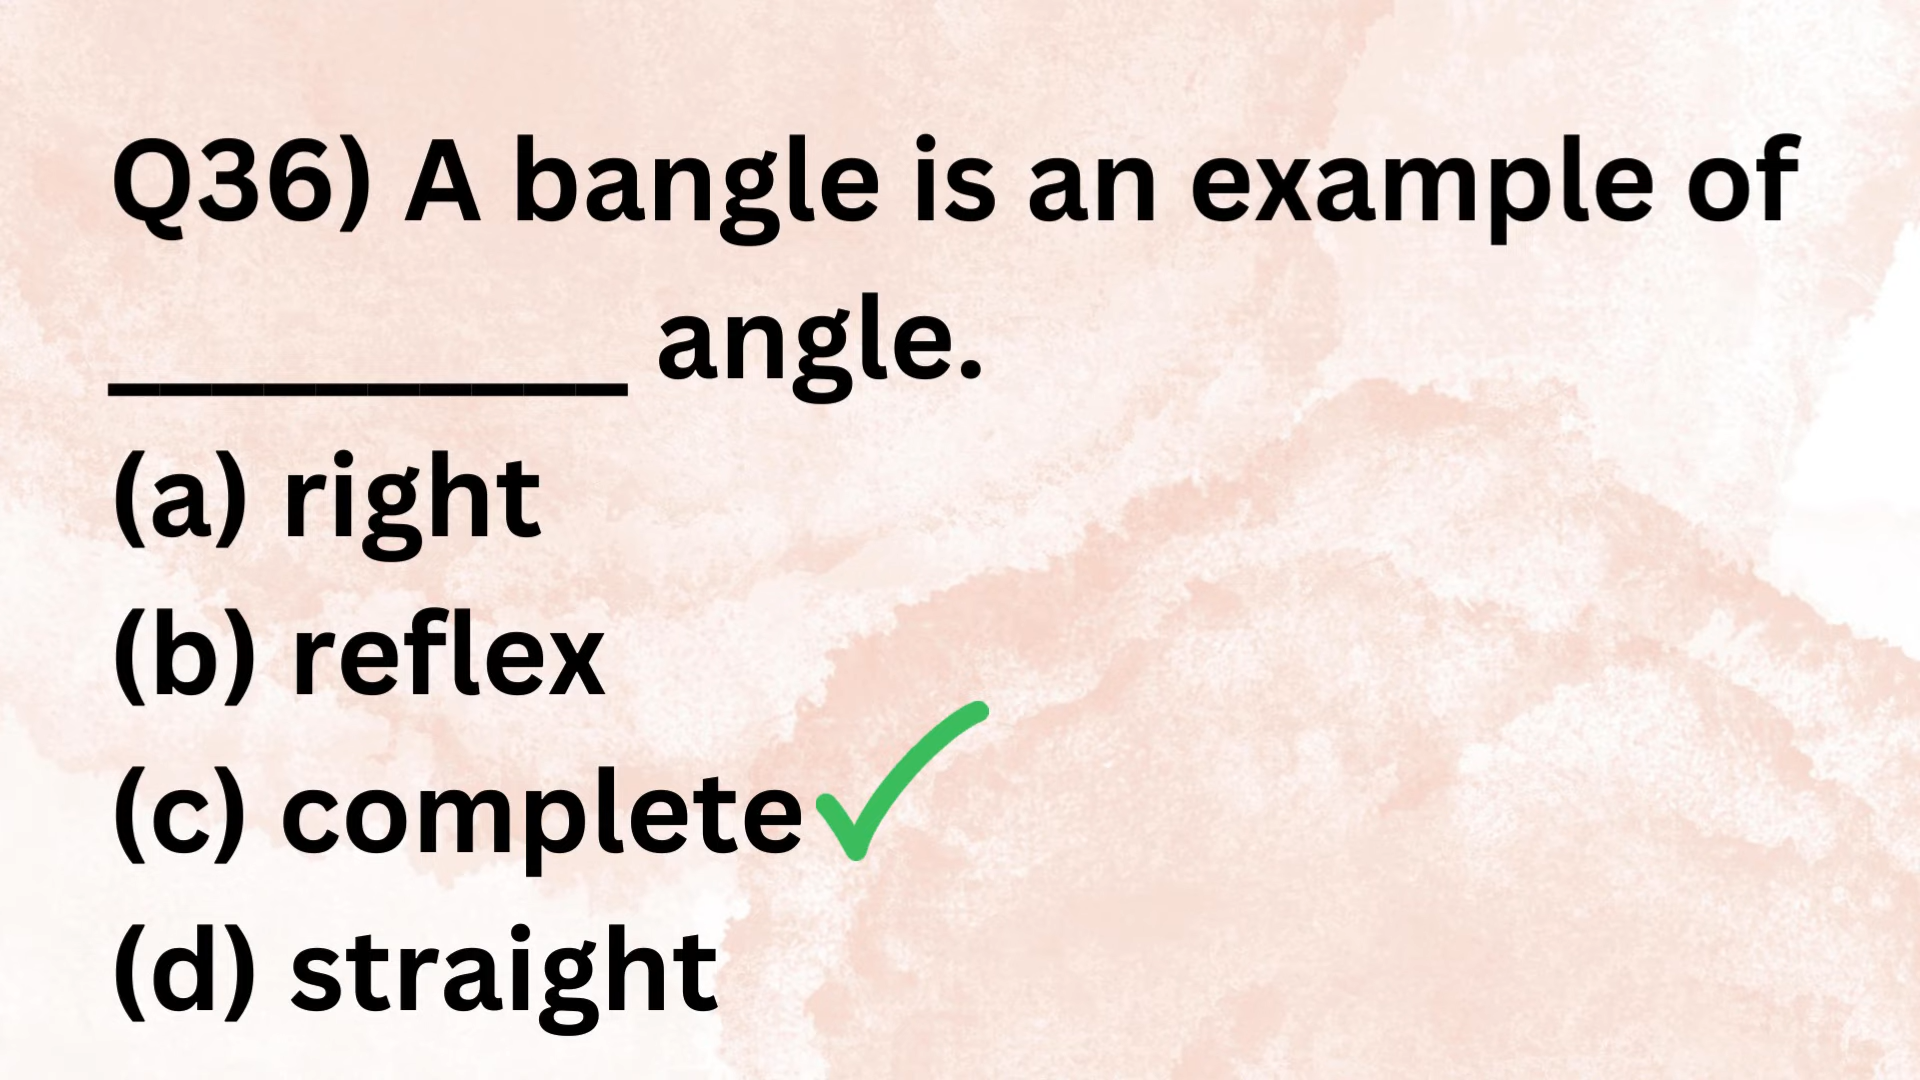 Q36) A bangle is an example of
__________ angle.
(a) right
(b) reflex
(c) complete
(d) straight